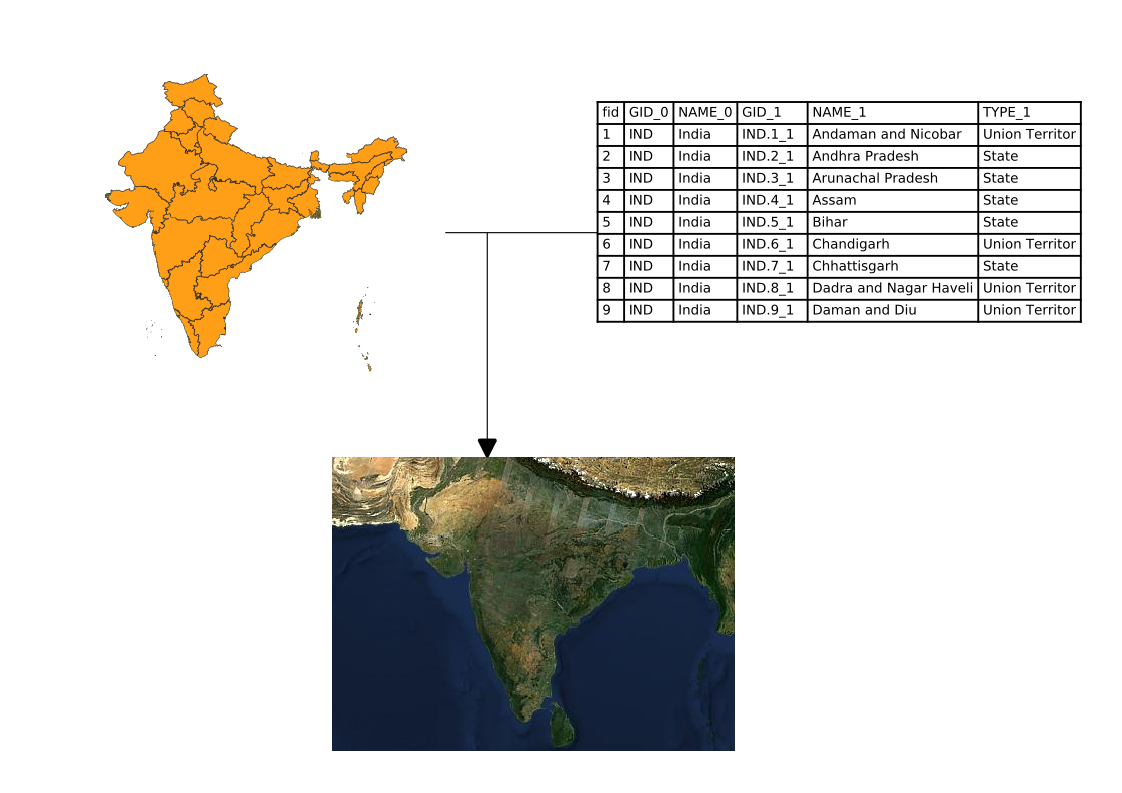 fid GID_0 NAME_0 GID_1 NAME_1 TYPE_1
1 IND India IND.1_1 Andaman and Nicobar Union Territor
2 IND India IND.2_1 Andhra Pradesh State
3 IND India IND.3_1 Arunachal Pradesh State
4 IND India IND.4_1 Assam State
5 IND India IND.5_1 Bihar State
6 IND India IND.6_1 Chandigarh Union Territor
7 IND India IND.7_1 Chhattisgarh State
8 IND India IND.8_1 Dadra and Nagar Haveli Union Territor
9 IND India IND.9_1 Daman and Diu Union Territor